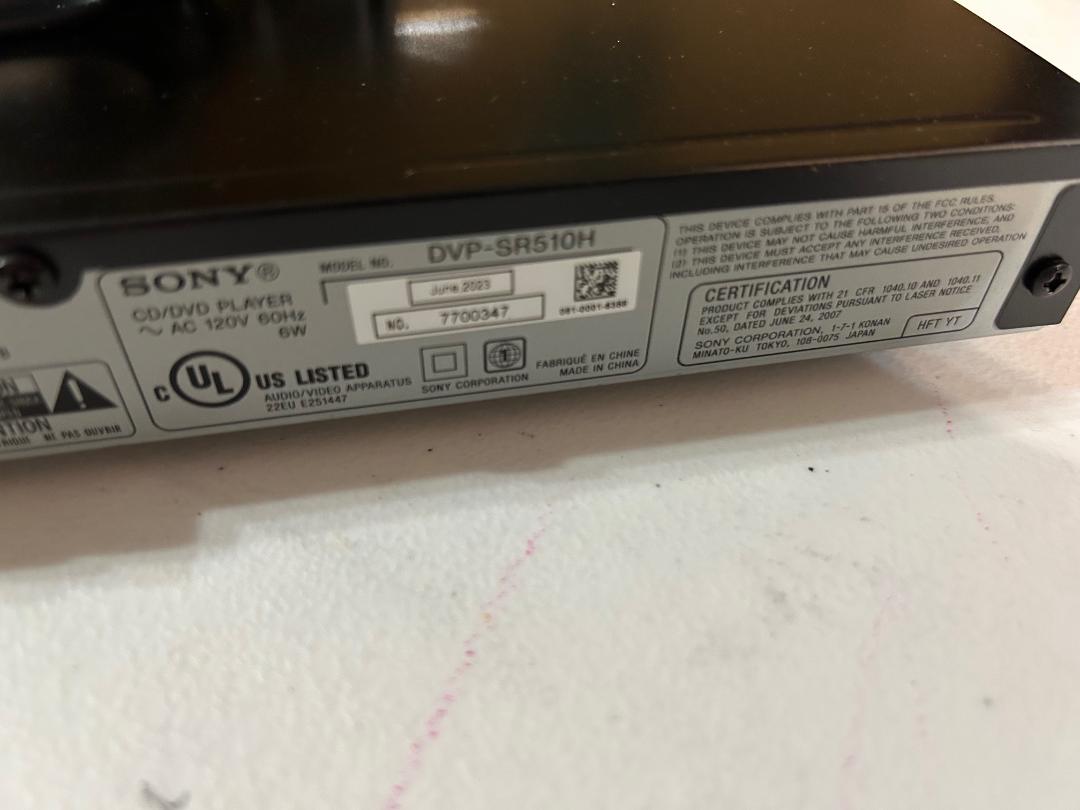 SONY®
MODEL NO. DVP-SR510H
CD/DVD PLAYER
~ AC 120V 60Hz
6W
June 2023
NO. 7700347
C UL US LISTED
AUDIO/VIDEO APPARATUS
22EU E251447
SONY CORPORATION
FABRIQUÉ EN CHINE
MADE IN CHINA
NE PAS OUVRIR
THIS DEVICE COMPLIES WITH PART 15 OF THE FCC RULES.
OPERATION IS SUBJECT TO THE FOLLOWING TWO CONDITIONS:
(1) THIS DEVICE MAY NOT CAUSE HARMFUL INTERFERENCE, AND
(2) THIS DEVICE MUST ACCEPT ANY INTERFERENCE RECEIVED,
INCLUDING INTERFERENCE THAT MAY CAUSE UNDESIRED OPERATION
CERTIFICATION
PRODUCT COMPLIES WITH 21 CFR 1040.10 AND 1040.11
EXCEPT FOR DEVIATIONS PURSUANT TO LASER NOTICE
No.50, DATED JUNE 24, 2007
SONY CORPORATION, 1-7-1 KONAN
MINATO-KU TOKYO, 108-0075 JAPAN
HFT YT